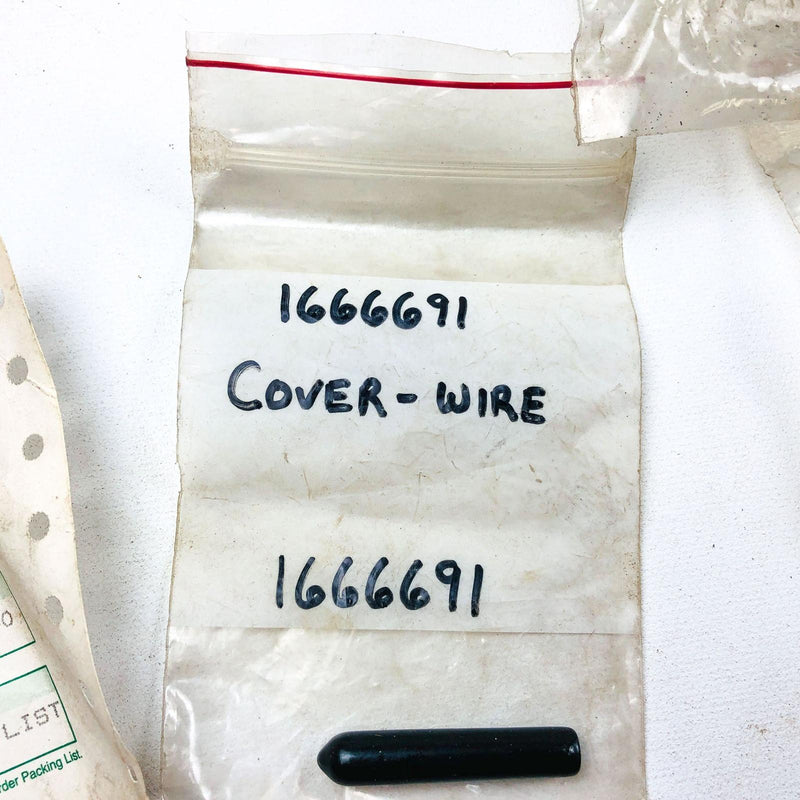 1666691
COVER-WIRE
1666691
O
LIST
rder Packing List.